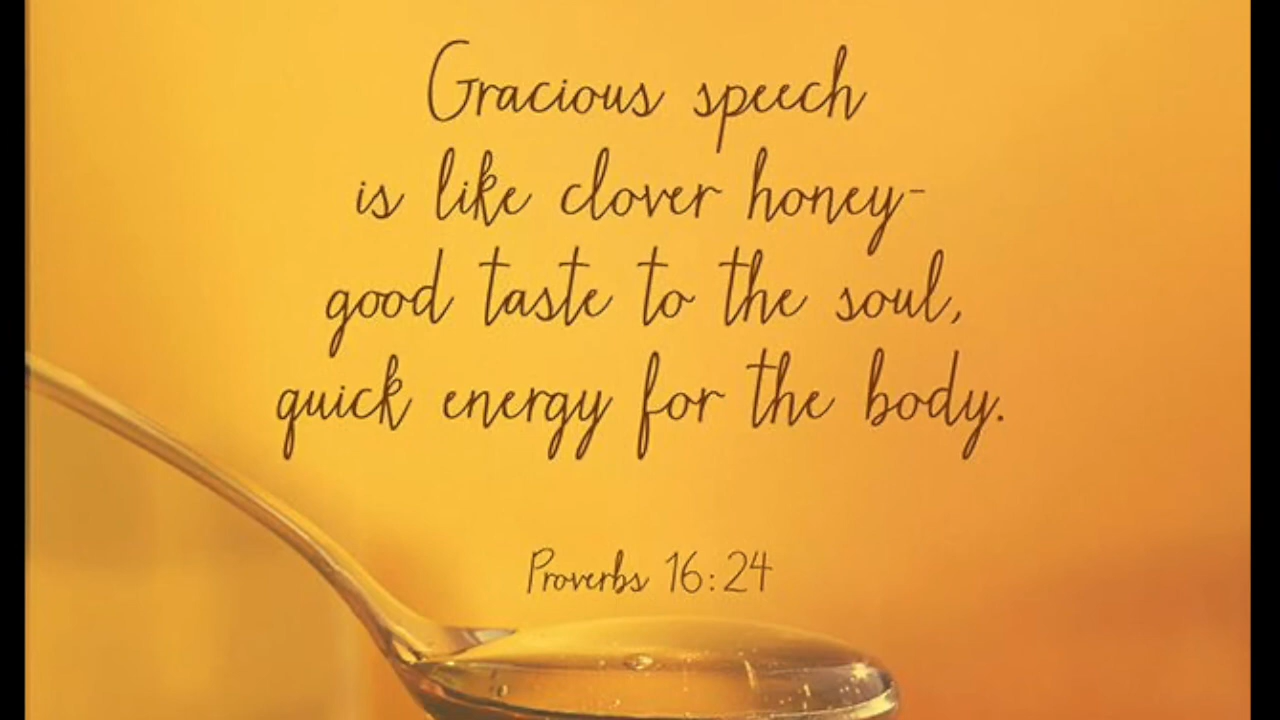 Gracious speech
is like clover honey-
good taste to the soul,
quick energy for the body.
Proverbs 16:24